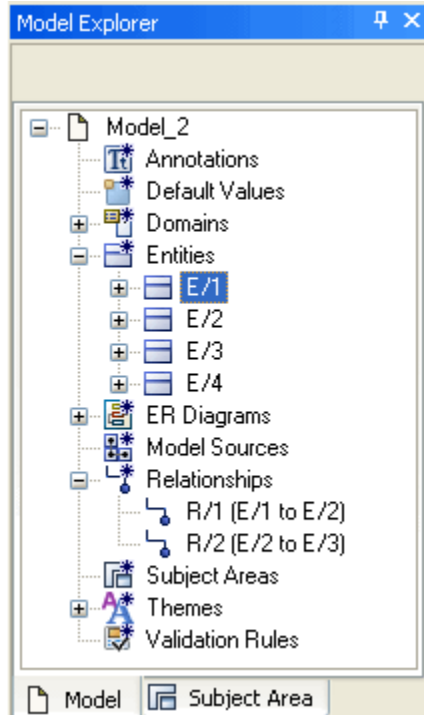 Model Explorer
Model_2
Annotations
Default Values
Domains
Entities
E/1
E/2
E/3
E/4
ER Diagrams
Model Sources
Relationships
R/1 (E/1 to E/2)
R/2 (E/2 to E/3)
Subject Areas
Themes
Validation Rules
Model Subject Area